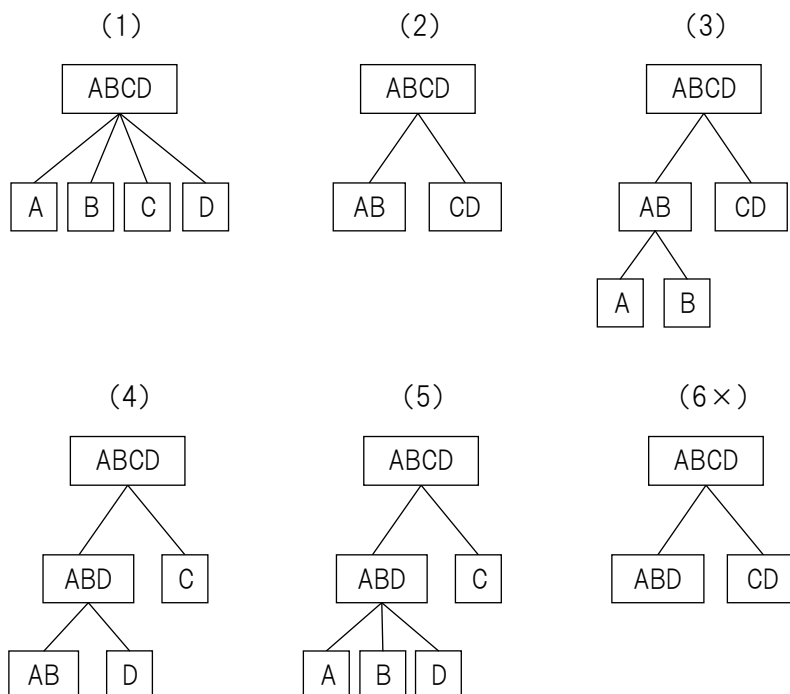 (1) (2) (3)
ABCD ABCD ABCD
A B C D AB CD AB CD
A B
(4) (5) (6×)
ABCD ABCD ABCD
ABD C ABD C ABD CD
AB D A B D